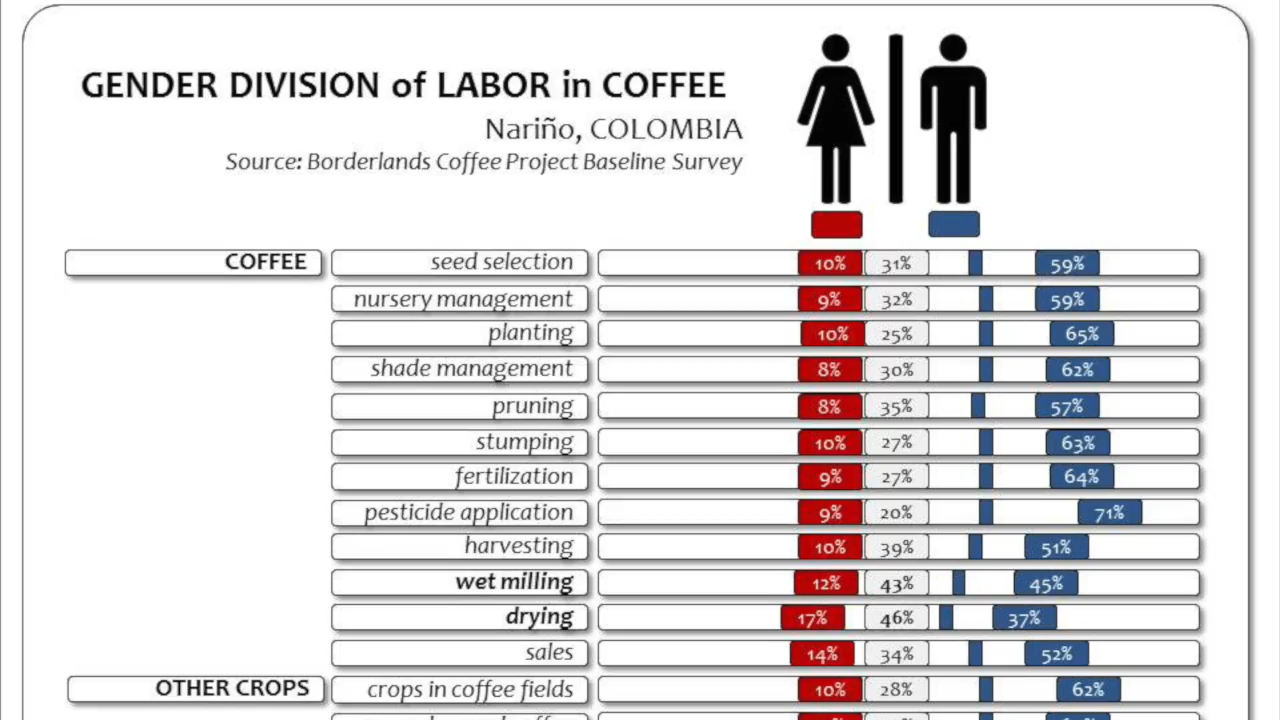 GENDER DIVISION of LABOR in COFFEE
Nariño, COLOMBIA
Source: Borderlands Coffee Project Baseline Survey
COFFEE seed selection 10% 31% 59%
nursery management 9% 32% 59%
planting 10% 25% 65%
shade management 8% 30% 62%
pruning 8% 35% 57%
stumping 10% 27% 63%
fertilization 9% 27% 64%
pesticide application 9% 20% 71%
harvesting 10% 39% 51%
wet milling 12% 43% 45%
drying 17% 46% 37%
sales 14% 34% 52%
OTHER CROPS crops in coffee fields 10% 28% 62%